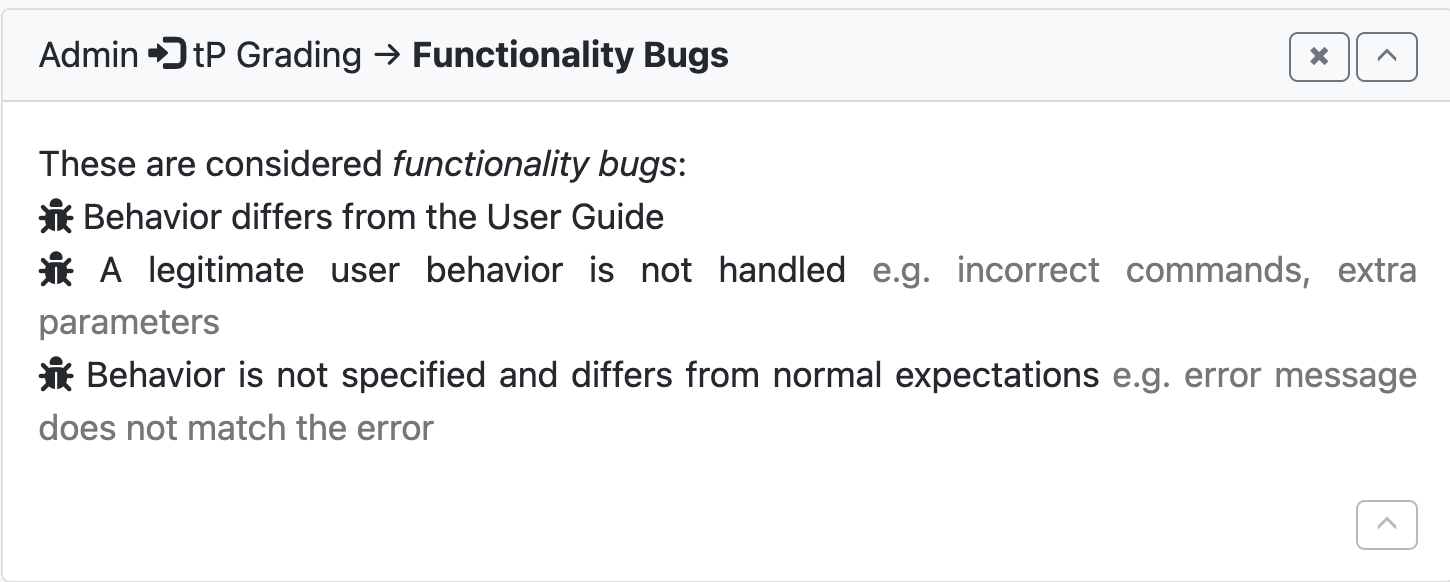 Admin tP Grading → Functionality Bugs
These are considered functionality bugs:
Behavior differs from the User Guide
A legitimate user behavior is not handled e.g. incorrect commands, extra
parameters
Behavior is not specified and differs from normal expectations e.g. error message
does not match the error